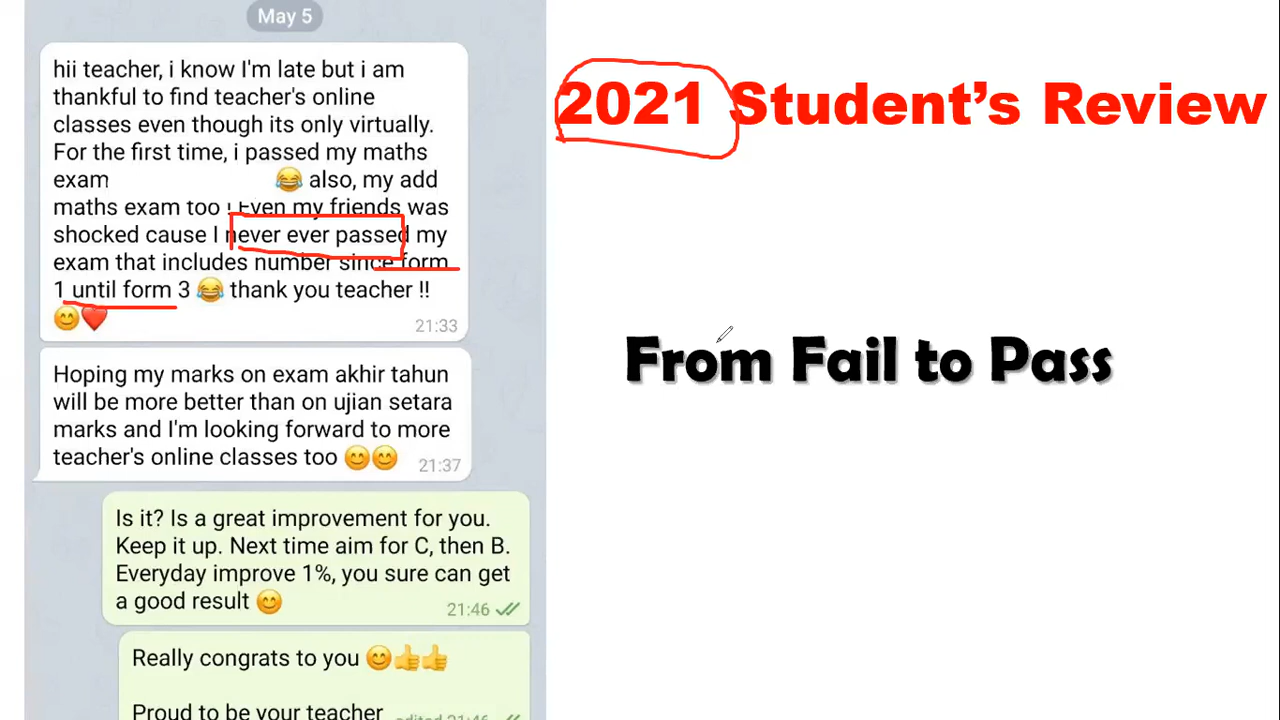 May 5
hii teacher, i know I'm late but i am
thankful to find teacher's online
classes even though its only virtually.
For the first time, i passed my maths
exam 😂 also, my add
maths exam too ! Even my friends was
shocked cause I never ever passed my
exam that includes number since form
1 until form 3 😂 thank you teacher !!
😊❤️ 21:33
Hoping my marks on exam akhir tahun
will be more better than on ujian setara
marks and I'm looking forward to more
teacher's online classes too 😊😊 21:37
Is it? Is a great improvement for you.
Keep it up. Next time aim for C, then B.
Everyday improve 1%, you sure can get
a good result 😊 21:46
Really congrats to you 😊👍👍
Proud to be your teacher edited 21:46
2021 Student's Review
From Fail to Pass